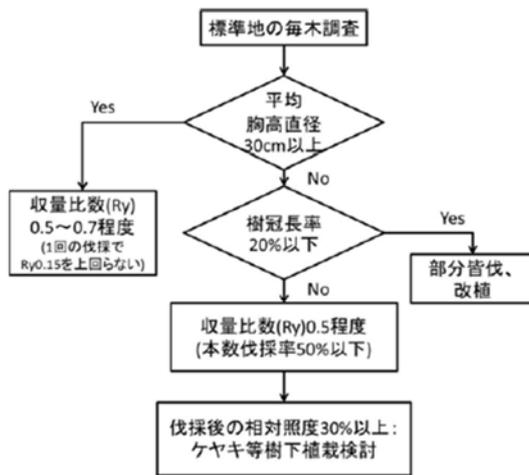 標準地の毎木調査
Yes
平均
胸高直径
30cm以上
No
収量比数(Ry)
0.5～0.7程度
(1回の伐採で
Ry0.15を上回らない)
樹冠長率
20%以下
Yes
部分皆伐、
改植
No
収量比数(Ry)0.5程度
(本数伐採率50%以下)
伐採後の相対照度30%以上：
ケヤキ等樹下植栽検討